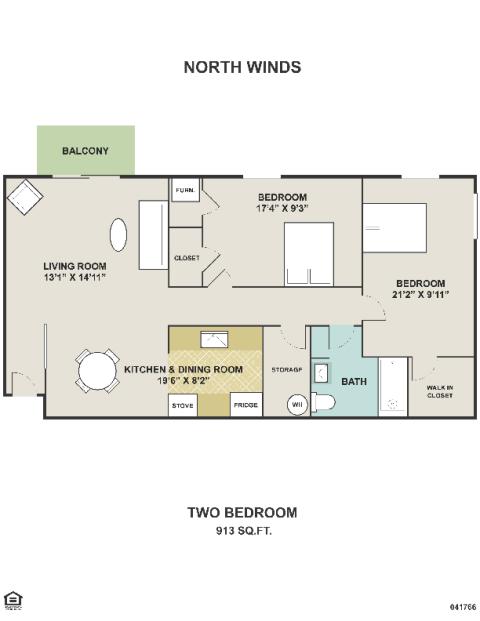 NORTH WINDS
BALCONY
FURN.
BEDROOM
17'4" X 9'3"
CLOSET
LIVING ROOM
13'1" X 14'11"
BEDROOM
21'2" X 9'11"
KITCHEN & DINING ROOM
19'6" X 8'2"
STORAGE
BATH
WALK IN
CLOSET
STOVE
FRIDGE
WH
TWO BEDROOM
913 SQ.FT.
041766